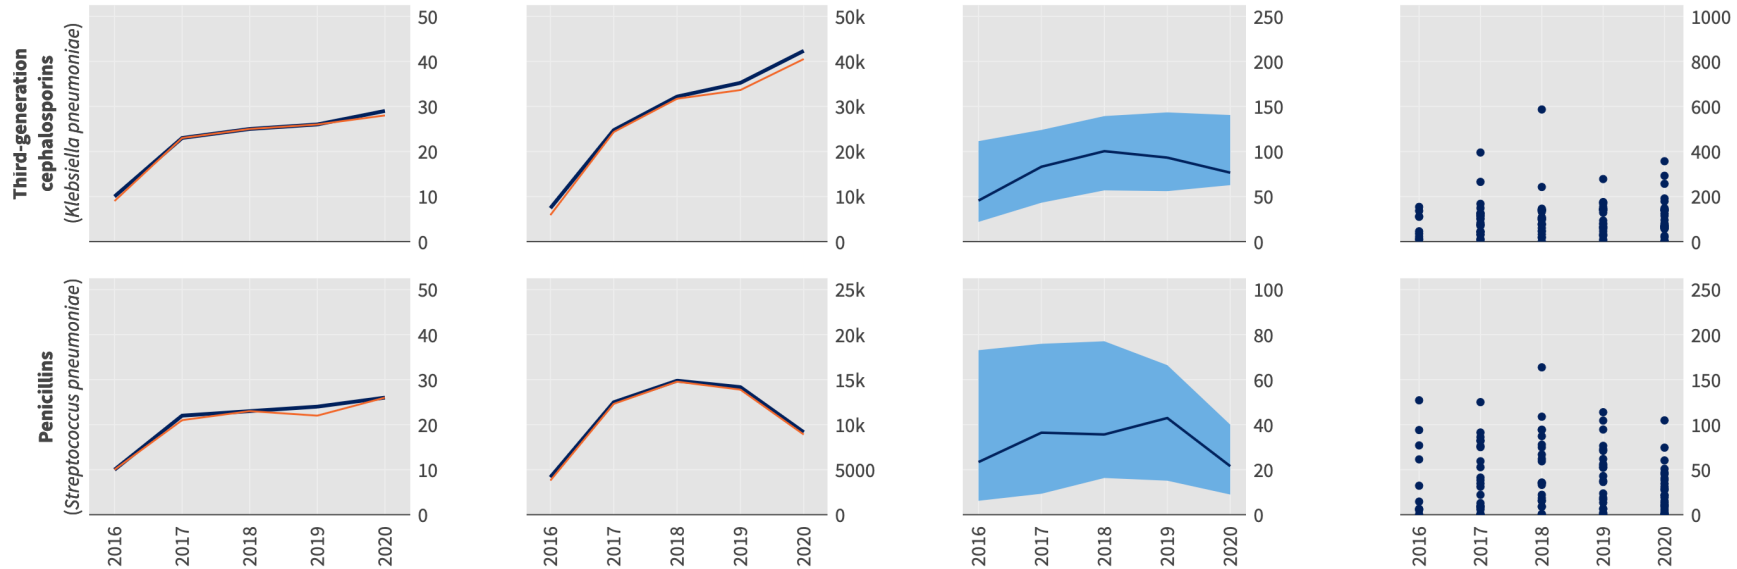 Third-generation
cephalosporins
(Klebsiella pneumoniae)
50
40
30
20
10
0
50k
40k
30k
20k
10k
0
250
200
150
100
50
0
1000
800
600
400
200
0
Penicillins
(Streptococcus pneumoniae)
50
40
30
20
10
0
25k
20k
15k
10k
5000
0
100
80
60
40
20
0
250
200
150
100
50
0
2016 2017 2018 2019 2020
2016 2017 2018 2019 2020
2016 2017 2018 2019 2020
2016 2017 2018 2019 2020